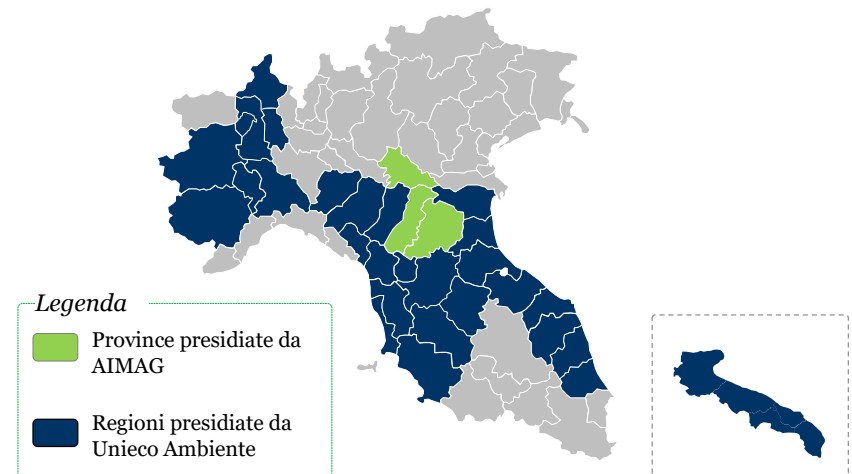 Legenda
Province presidiate da
AIMAG
Regioni presidiate da
Unieco Ambiente